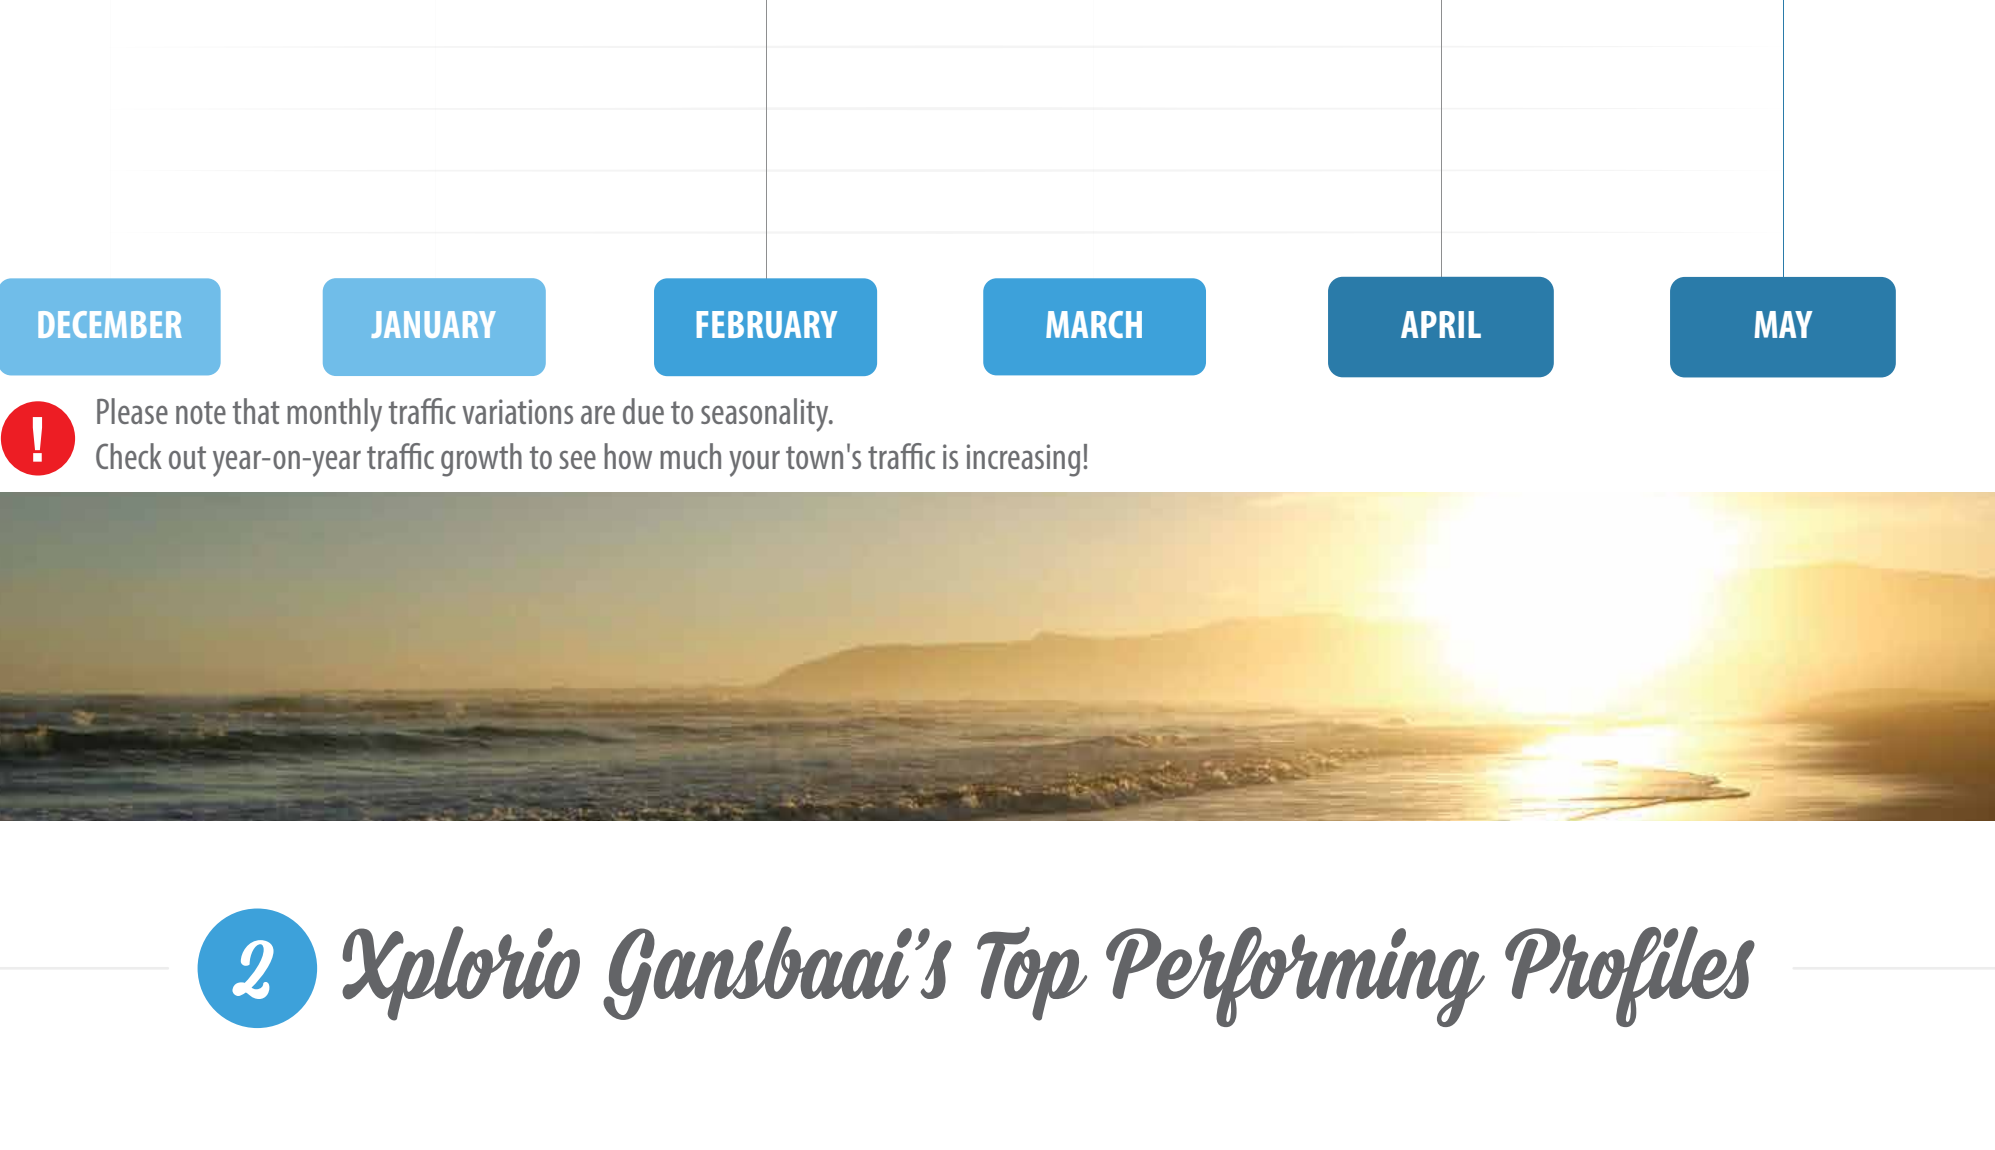 DECEMBER JANUARY FEBRUARY MARCH APRIL MAY
! Please note that monthly traffic variations are due to seasonality.
Check out year-on-year traffic growth to see how much your town's traffic is increasing!
2 Xplorio Gansbaai's Top Performing Profiles